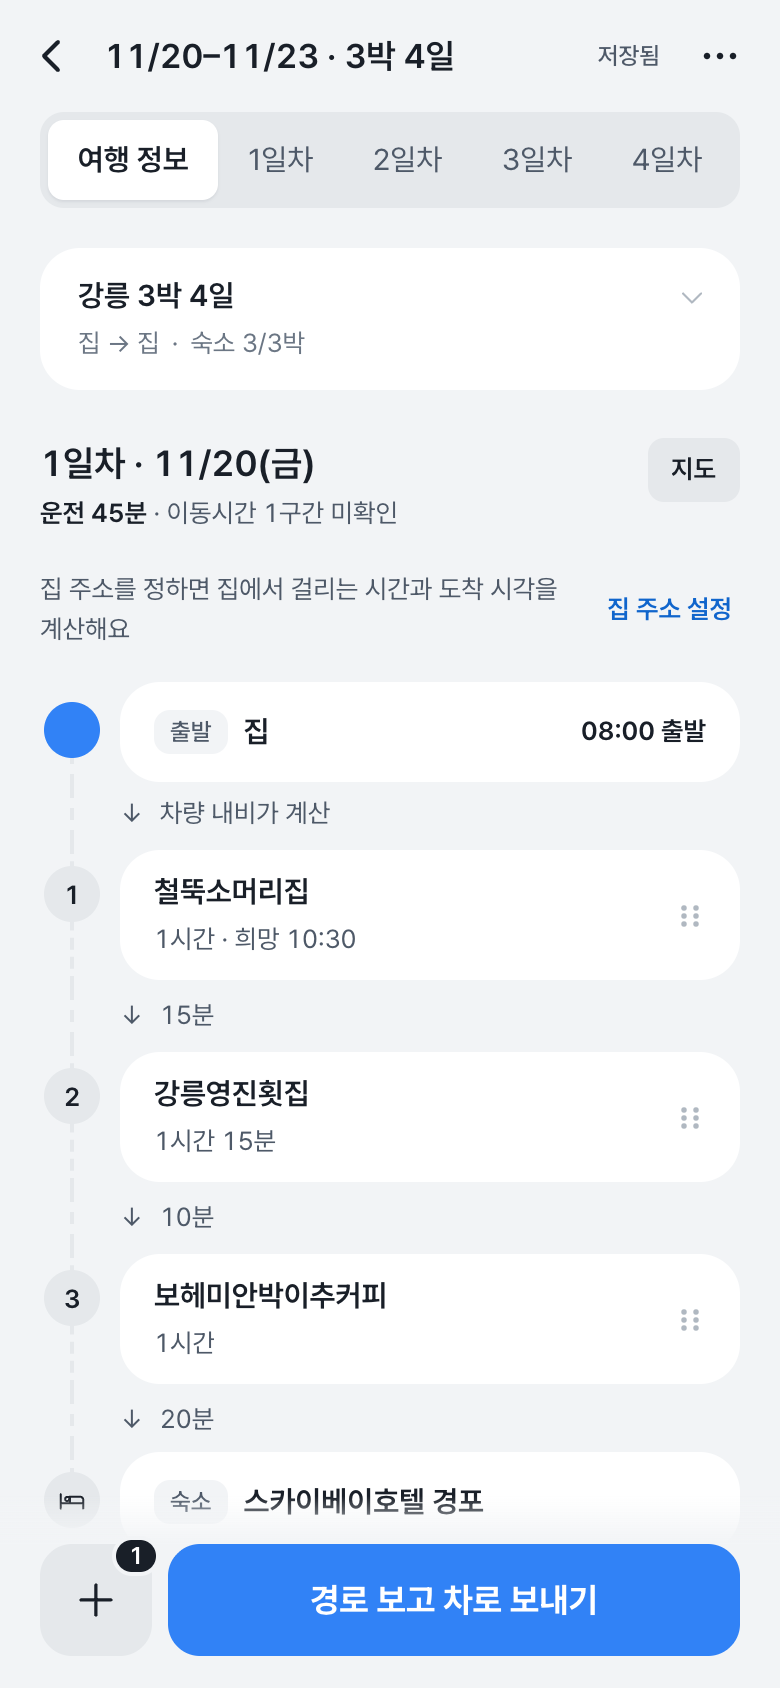 11/20–11/23 · 3박 4일
저장됨
여행 정보
1일차
2일차
3일차
4일차
강릉 3박 4일
집 → 집 · 숙소 3/3박
1일차 · 11/20(금)
지도
운전 45분 · 이동시간 1구간 미확인
집 주소를 정하면 집에서 걸리는 시간과 도착 시각을
계산해요
집 주소 설정
출발 집
08:00 출발
↓ 차량 내비가 계산
1
철뚝소머리집
1시간 · 희망 10:30
↓ 15분
2
강릉영진횟집
1시간 15분
↓ 10분
3
보헤미안박이추커피
1시간
↓ 20분
숙소 스카이베이호텔 경포
1
경로 보고 차로 보내기